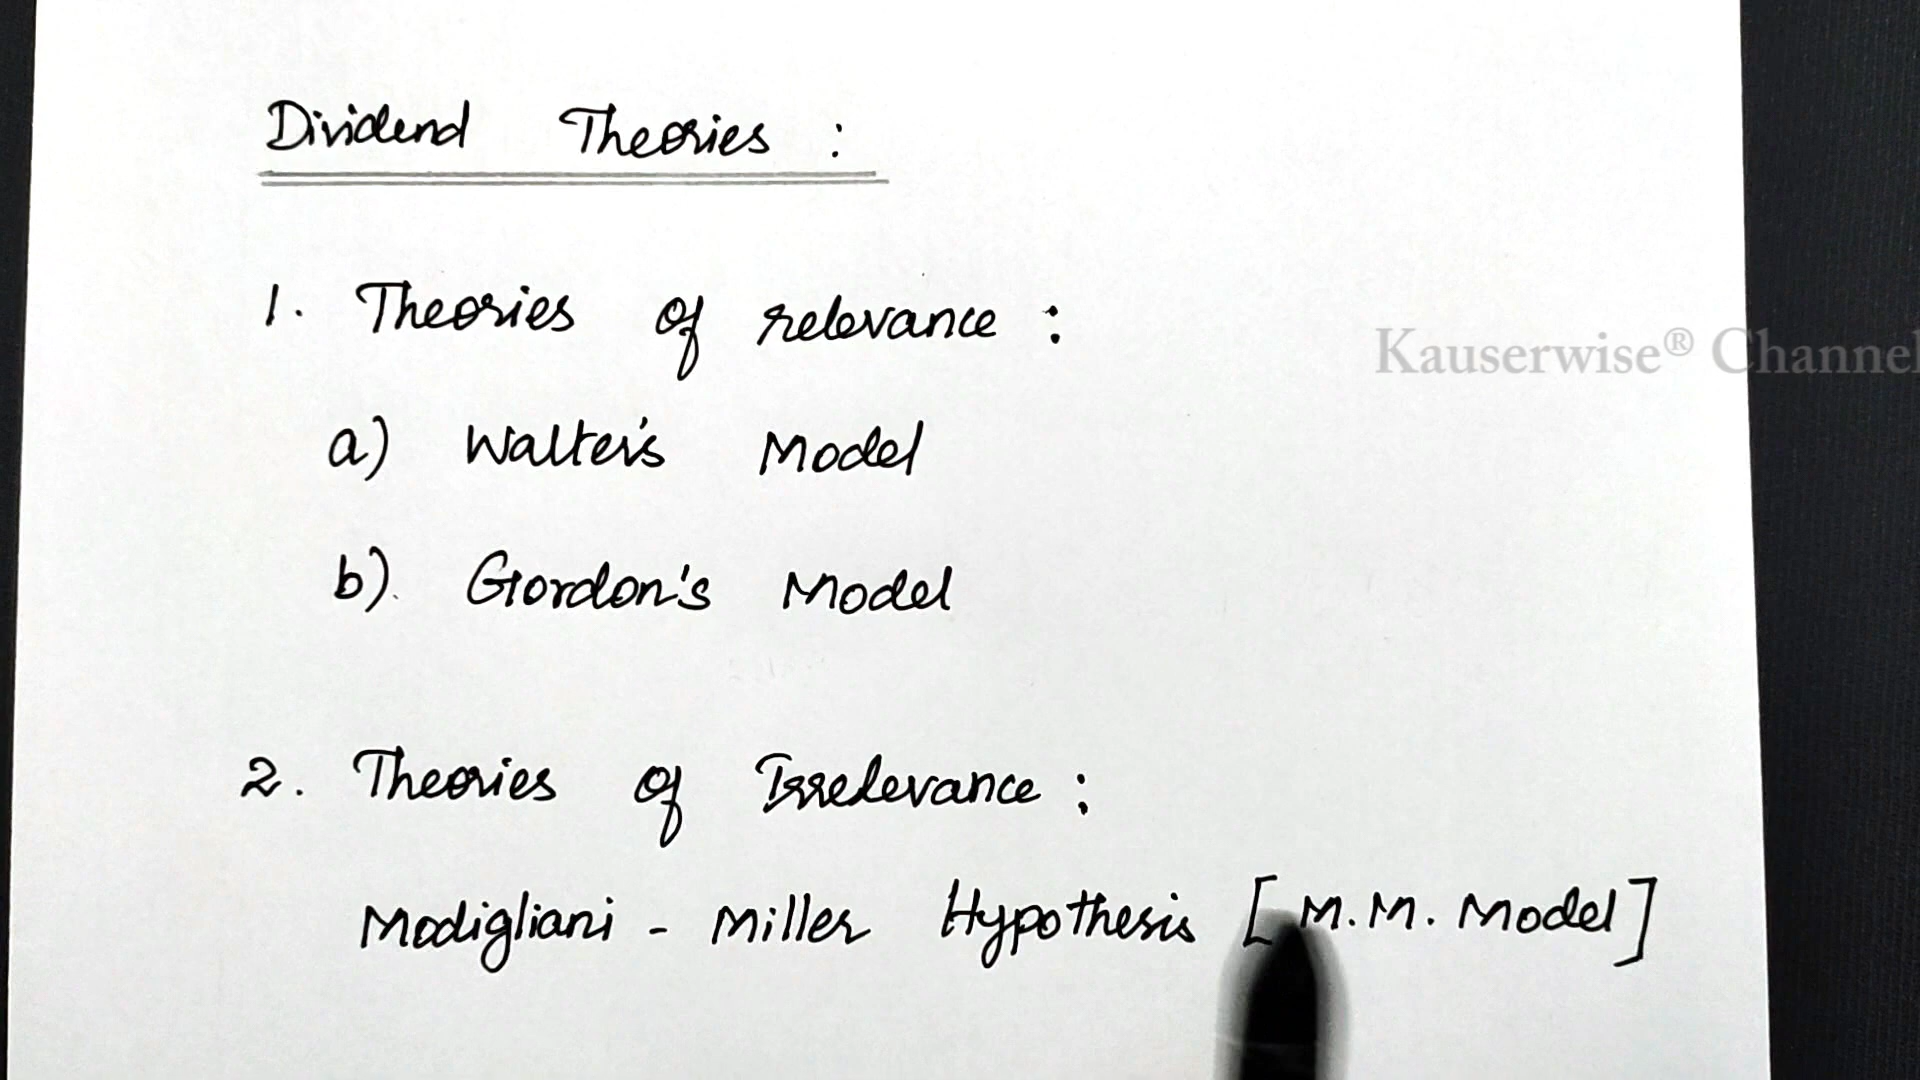 Dividend Theories :
1. Theories of relevance :
Kauserwise® Channel
a) Walter's Model
b). Gordon's Model
2. Theories of Irrelevance :
Modigliani - Miller Hypothesis [M.M. Model]